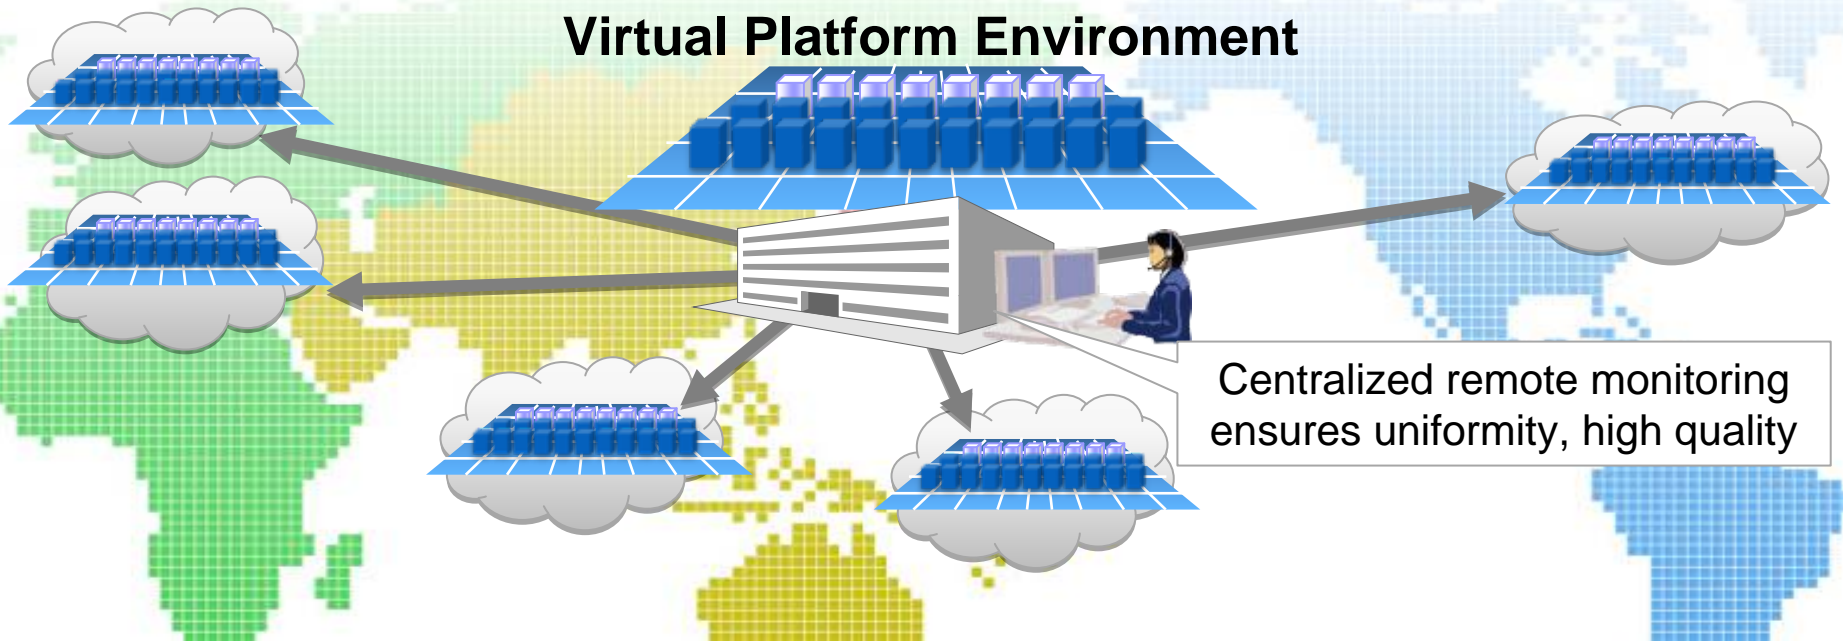 Virtual Platform Environment
Centralized remote monitoring
ensures uniformity, high quality